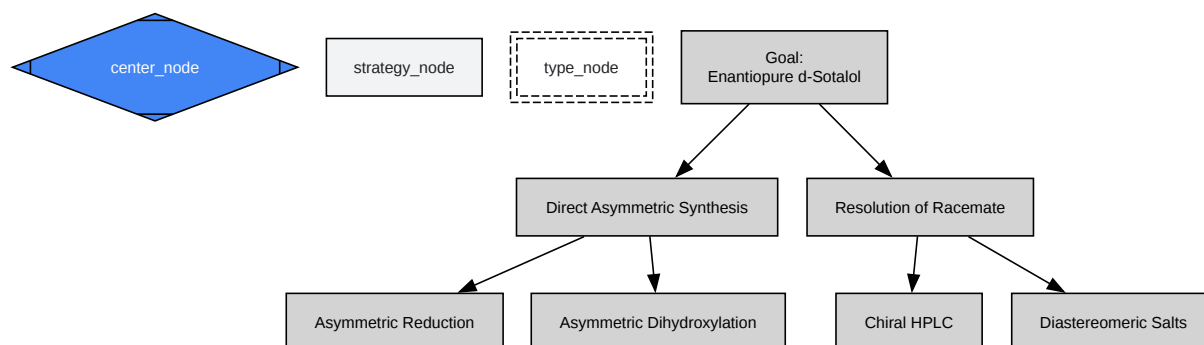 center_node
strategy_node
type_node
Goal:
Enantiopure d-Sotalol
Direct Asymmetric Synthesis
Resolution of Racemate
Asymmetric Reduction
Asymmetric Dihydroxylation
Chiral HPLC
Diastereomeric Salts